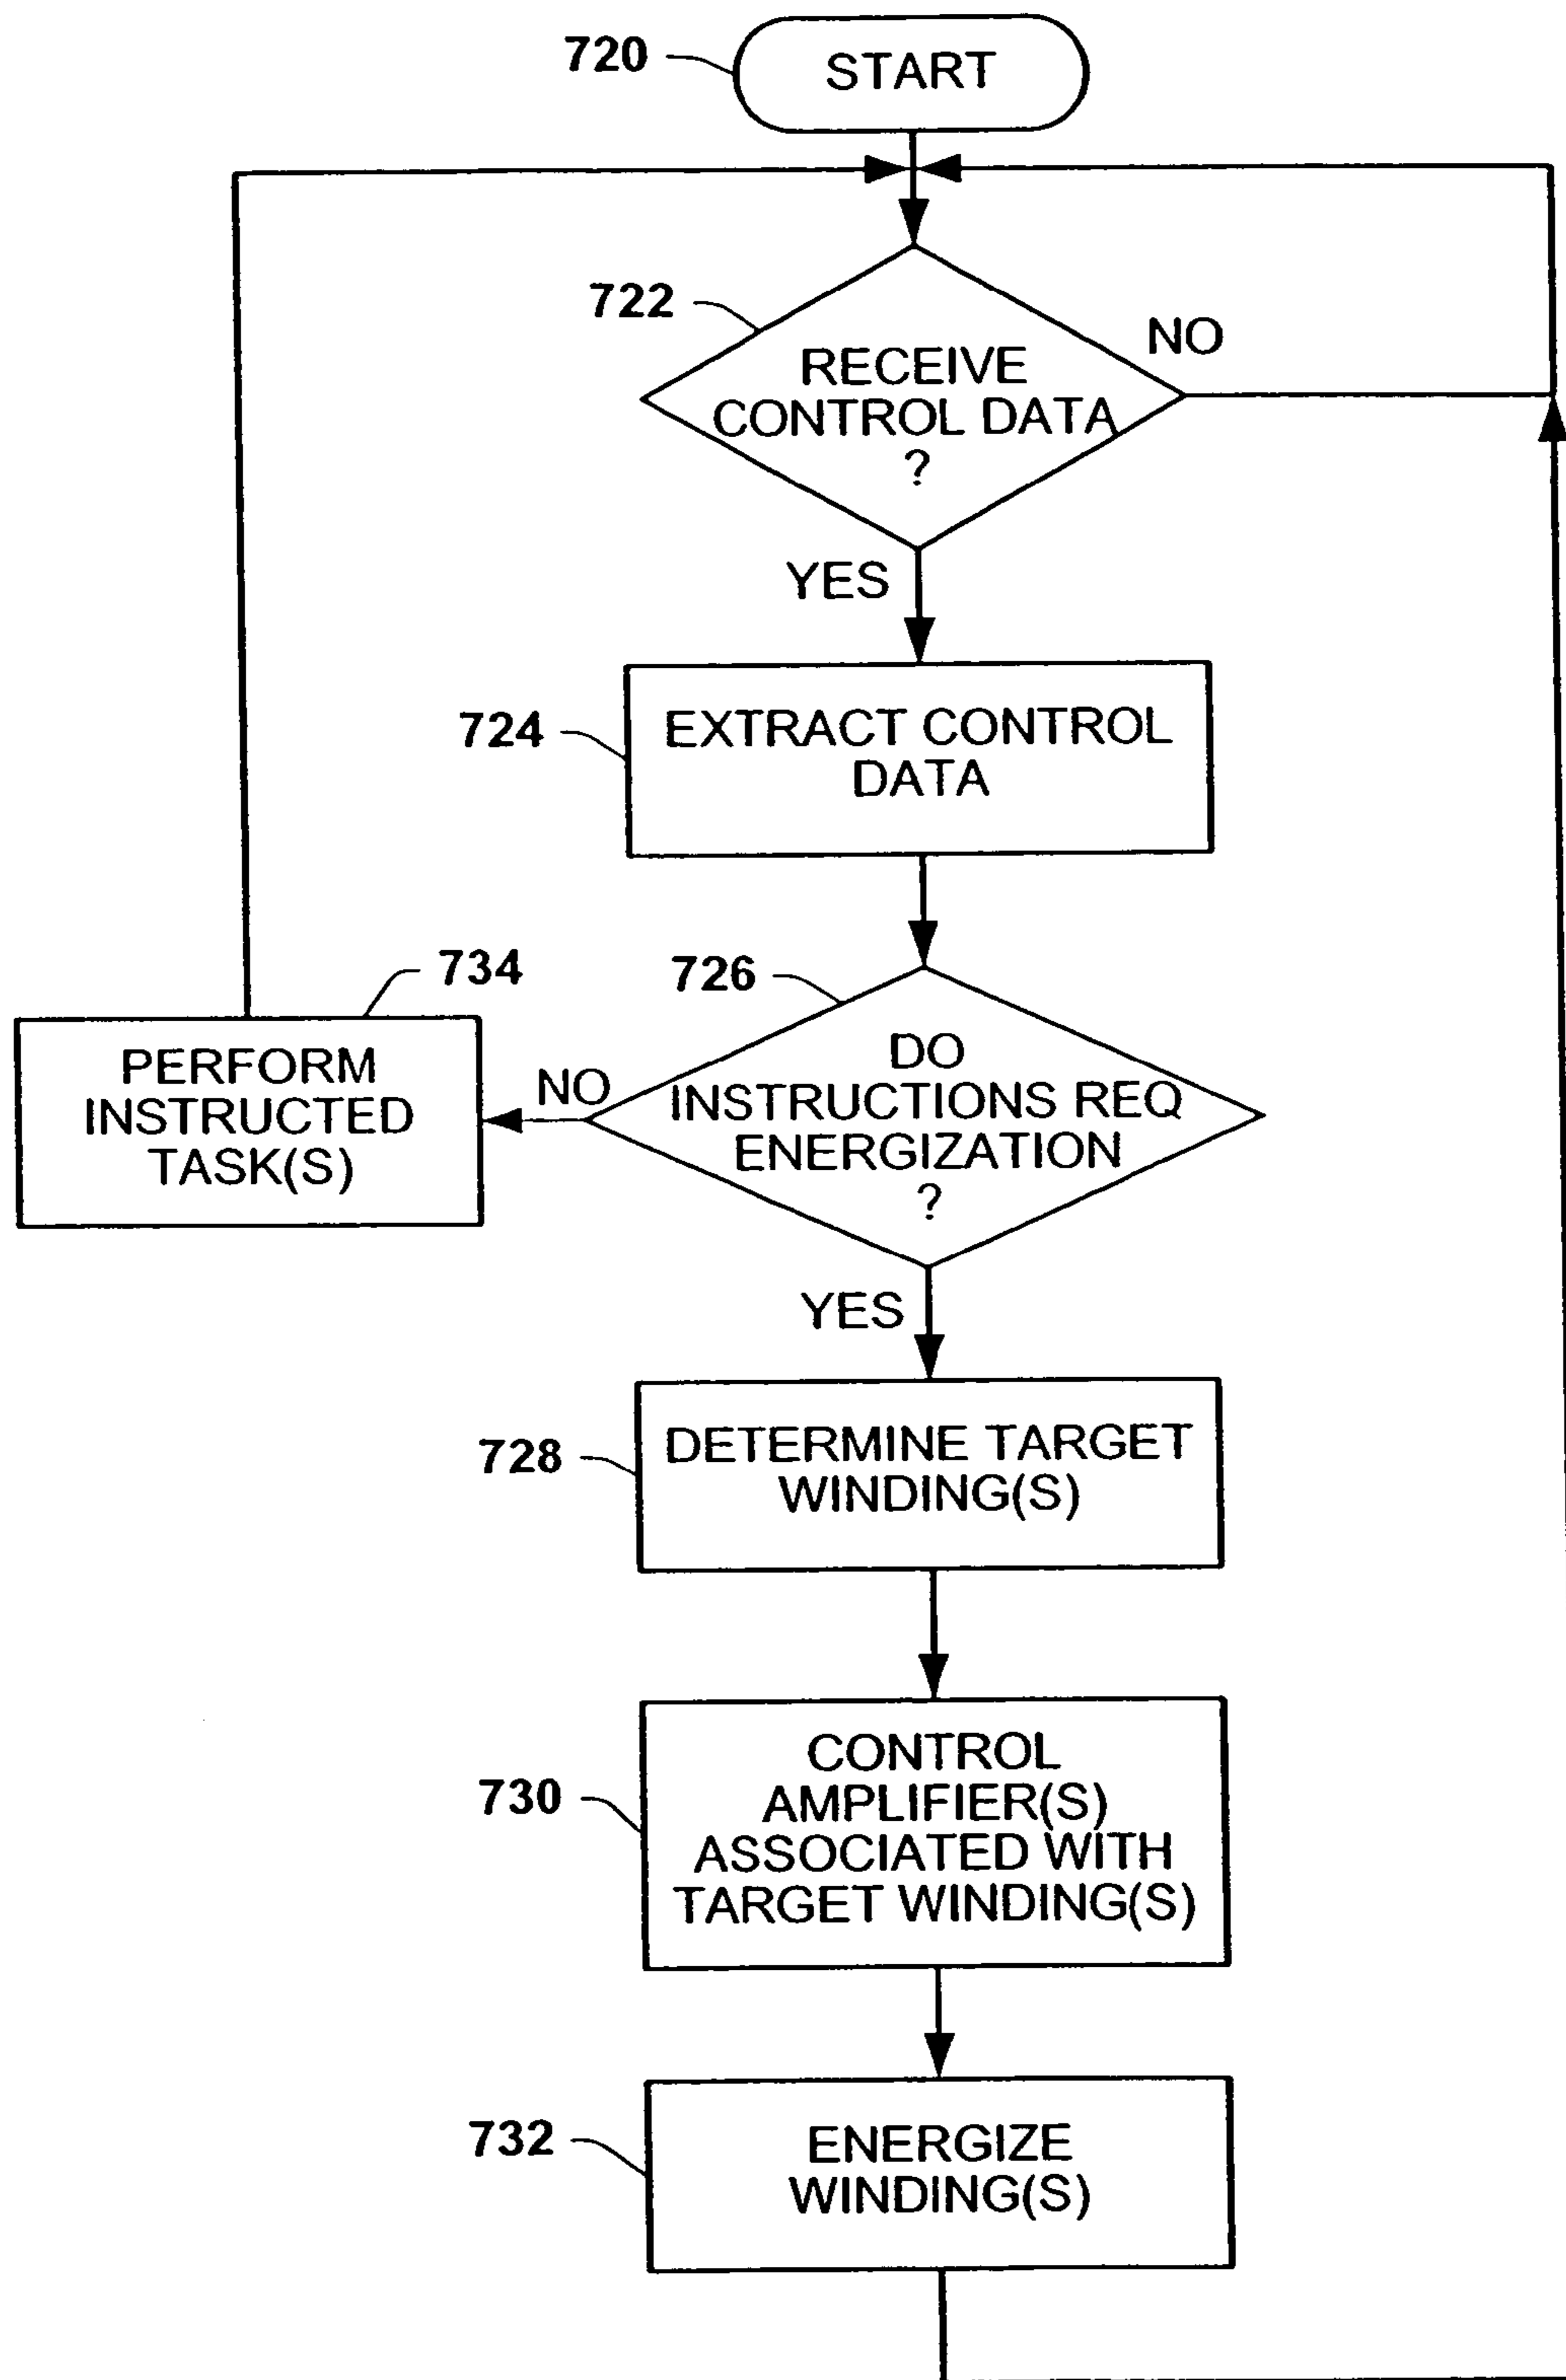 720
START
722
RECEIVE
CONTROL DATA
?
NO
YES
724
EXTRACT CONTROL
DATA
734
PERFORM
INSTRUCTED
TASK(S)
726
DO
INSTRUCTIONS REQ
ENERGIZATION
?
NO
YES
728
DETERMINE TARGET
WINDING(S)
730
CONTROL
AMPLIFIER(S)
ASSOCIATED WITH
TARGET WINDING(S)
732
ENERGIZE
WINDING(S)